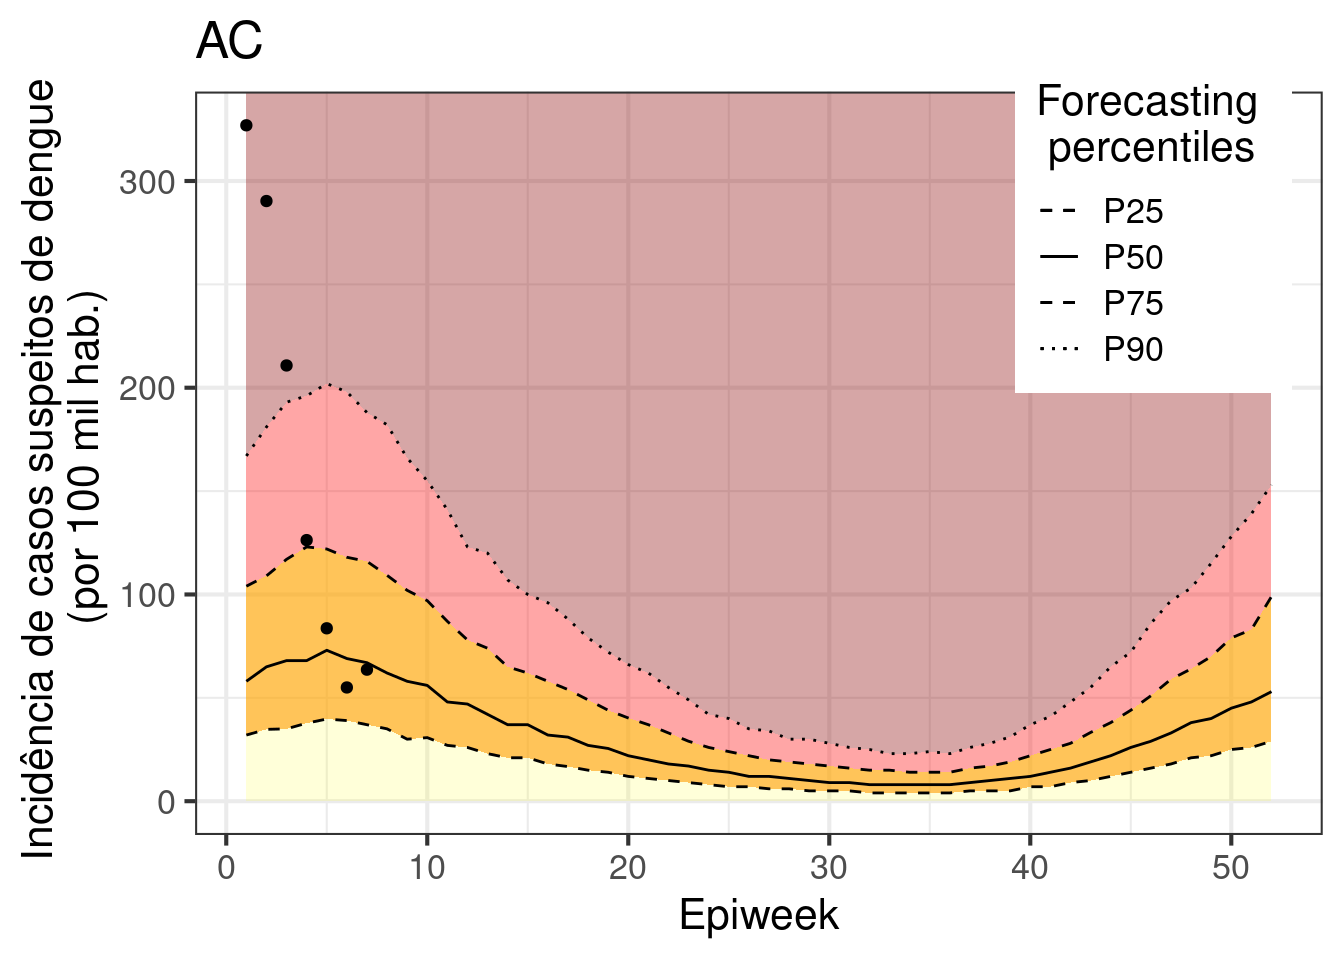 AC
Incidência de casos suspeitos de dengue
(por 100 mil hab.)
300
200
100
0
0 10 20 30 40 50
Epiweek
Forecasting
percentiles
P25
P50
P75
P90